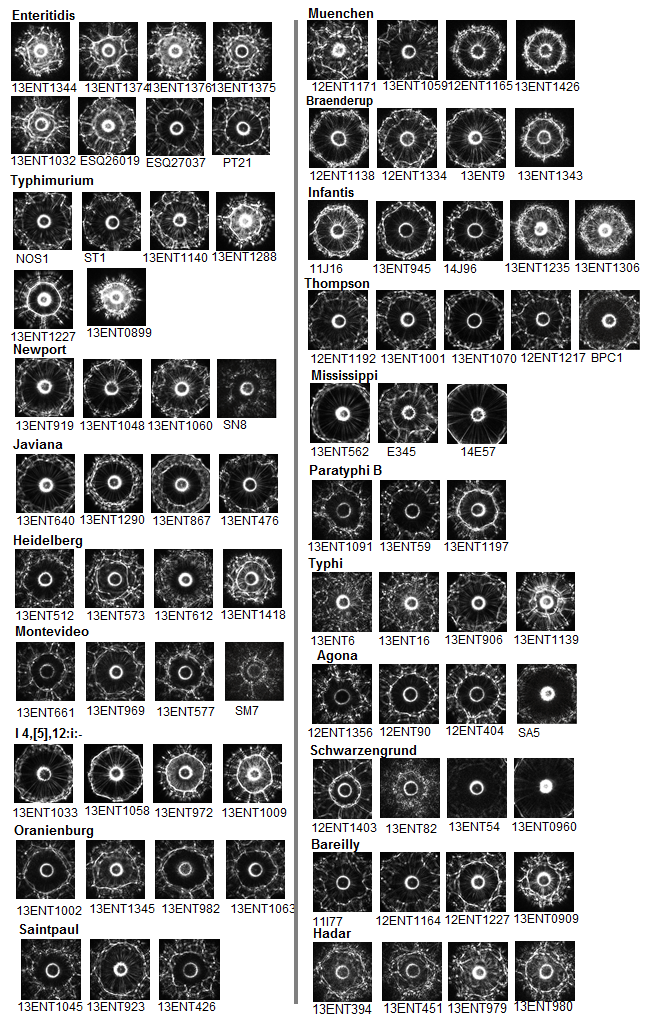 Enteritidis
13ENT1344 13ENT1374 13ENT1376 13ENT1375
13ENT1032 ESQ26019 ESQ27037 PT21
Typhimurium
NOS1 ST1 13ENT1140 13ENT1288
13ENT1227 13ENT0899
Newport
13ENT919 13ENT1048 13ENT1060 SN8
Javiana
13ENT640 13ENT1290 13ENT867 13ENT476
Heidelberg
13ENT512 13ENT573 13ENT612 13ENT1418
Montevideo
13ENT661 13ENT969 13ENT577 SM7
I 4,[5],12:i:-
13ENT1033 13ENT1058 13ENT972 13ENT1009
Oranienburg
13ENT1002 13ENT1345 13ENT982 13ENT1063
Saintpaul
13ENT1045 13ENT923 13ENT426
Muenchen
12ENT1171 13ENT1059 12ENT1165 13ENT1426
Braenderup
12ENT1138 12ENT1334 13ENT9 13ENT1343
Infantis
11J16 13ENT945 14J96 13ENT1235 13ENT1306
Thompson
12ENT1192 13ENT1001 13ENT1070 12ENT1217 BPC1
Mississippi
13ENT562 E345 14E57
Paratyphi B
13ENT1091 13ENT59 13ENT1197
Typhi
13ENT6 13ENT16 13ENT906 13ENT1139
Agona
12ENT1356 12ENT90 12ENT404 SA5
Schwarzengrund
12ENT1403 13ENT82 13ENT54 13ENT0960
Bareilly
11I77 12ENT1164 12ENT1227 13ENT0909
Hadar
13ENT394 13ENT451 13ENT979 13ENT980